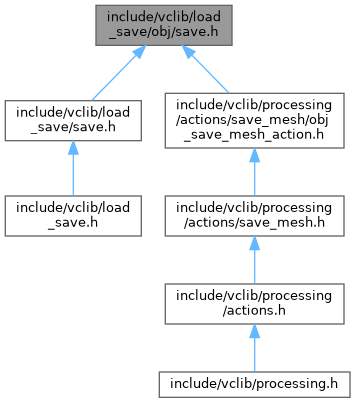 include/vclib/load
_save/obj/save.h
include/vclib/load
_save/save.h
include/vclib/processing
/actions/save_mesh/obj
_save_mesh_action.h
include/vclib/load
_save.h
include/vclib/processing
/actions/save_mesh.h
include/vclib/processing
/actions.h
include/vclib/processing.h